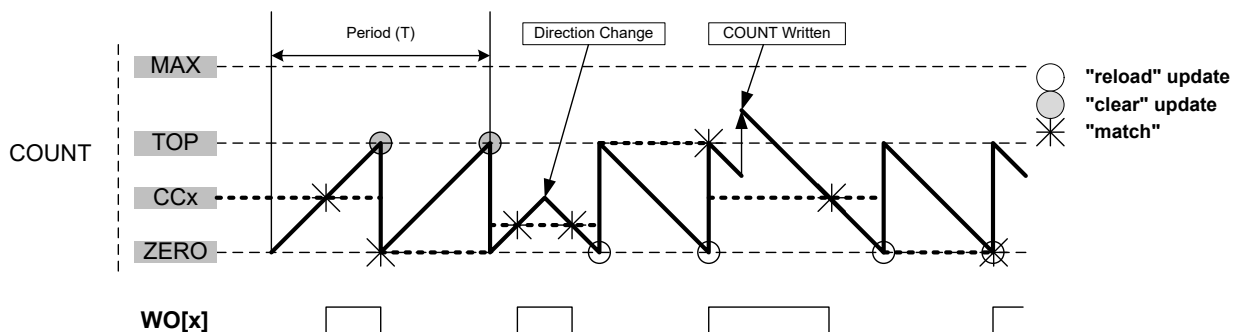 Period (T)
Direction Change
COUNT Written
COUNT
MAX
TOP
CCx
ZERO
"reload" update
"clear" update
"match"
WO[x]